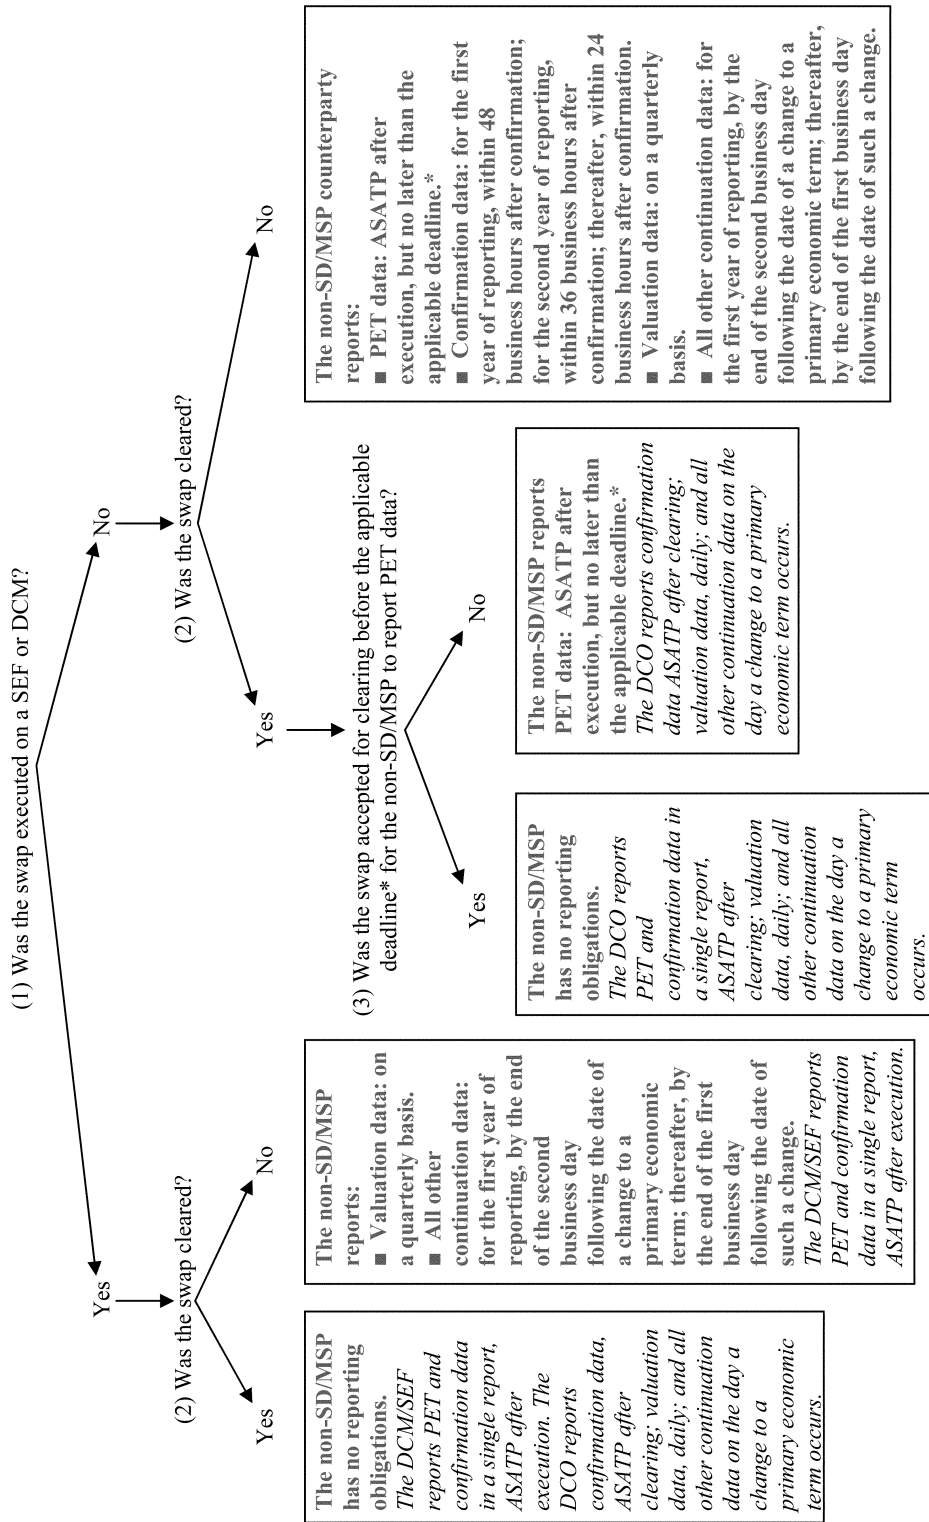 (1) Was the swap executed on a SEF or DCM?
Yes
No
(2) Was the swap cleared?
(2) Was the swap cleared?
Yes
No
Yes
No
(3) Was the swap accepted for clearing before the applicable
deadline* for the non-SD/MSP to report PET data?
Yes
No
The non-SD/MSP
has no reporting
obligations.
The DCM/SEF
reports PET and
confirmation data
in a single report,
ASATP after
execution. The
DCO reports
confirmation data,
ASATP after
clearing; valuation
data, daily; and all
other continuation
data on the day a
change to a
primary economic
term occurs.
The non-SD/MSP
reports:
■ Valuation data: on
a quarterly basis.
■ All other
continuation data:
for the first year of
reporting, by the end
of the second
business day
following the date of
a change to a
primary economic
term; thereafter, by
the end of the first
business day
following the date of
such a change.
The DCM/SEF reports
PET and confirmation
data in a single report,
ASATP after execution.
The non-SD/MSP
has no reporting
obligations.
The DCO reports
PET and
confirmation data in
a single report,
ASATP after
clearing; valuation
data, daily; and all
other continuation
data on the day a
change to a primary
economic term
occurs.
The non-SD/MSP reports
PET data: ASATP after
execution, but no later than
the applicable deadline.*
The DCO reports confirmation
data ASATP after clearing;
valuation data, daily; and all
other continuation data on the
day a change to a primary
economic term occurs.
The non-SD/MSP counterparty
reports:
■ PET data: ASATP after
execution, but no later than the
applicable deadline.*
■ Confirmation data: for the first
year of reporting, within 48
business hours after confirmation;
for the second year of reporting,
within 36 business hours after
confirmation; thereafter, within 24
business hours after confirmation.
■ Valuation data: on a quarterly
basis.
■ All other continuation data: for
the first year of reporting, by the
end of the second business day
following the date of a change to a
primary economic term; thereafter,
by the end of the first business day
following the date of such a change.